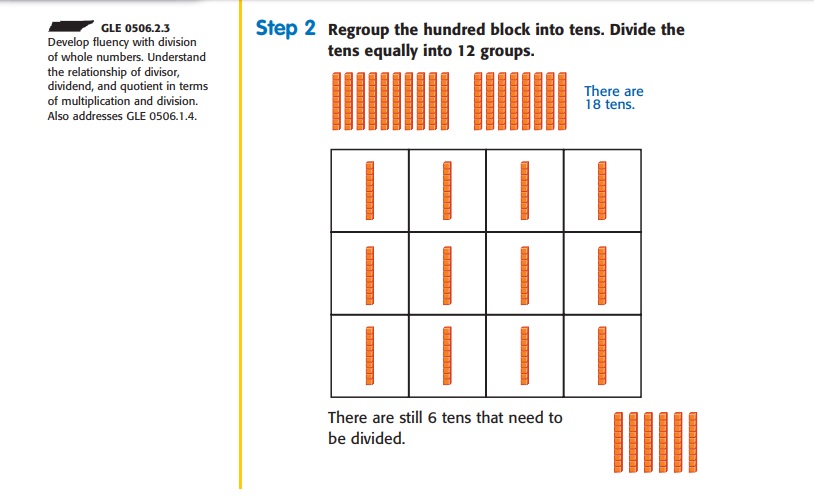 GLE 0506.2.3
Develop fluency with division
of whole numbers. Understand
the relationship of divisor,
dividend, and quotient in terms
of multiplication and division.
Also addresses GLE 0506.1.4.
Step 2 Regroup the hundred block into tens. Divide the
tens equally into 12 groups.
There are
18 tens.
There are still 6 tens that need to
be divided.